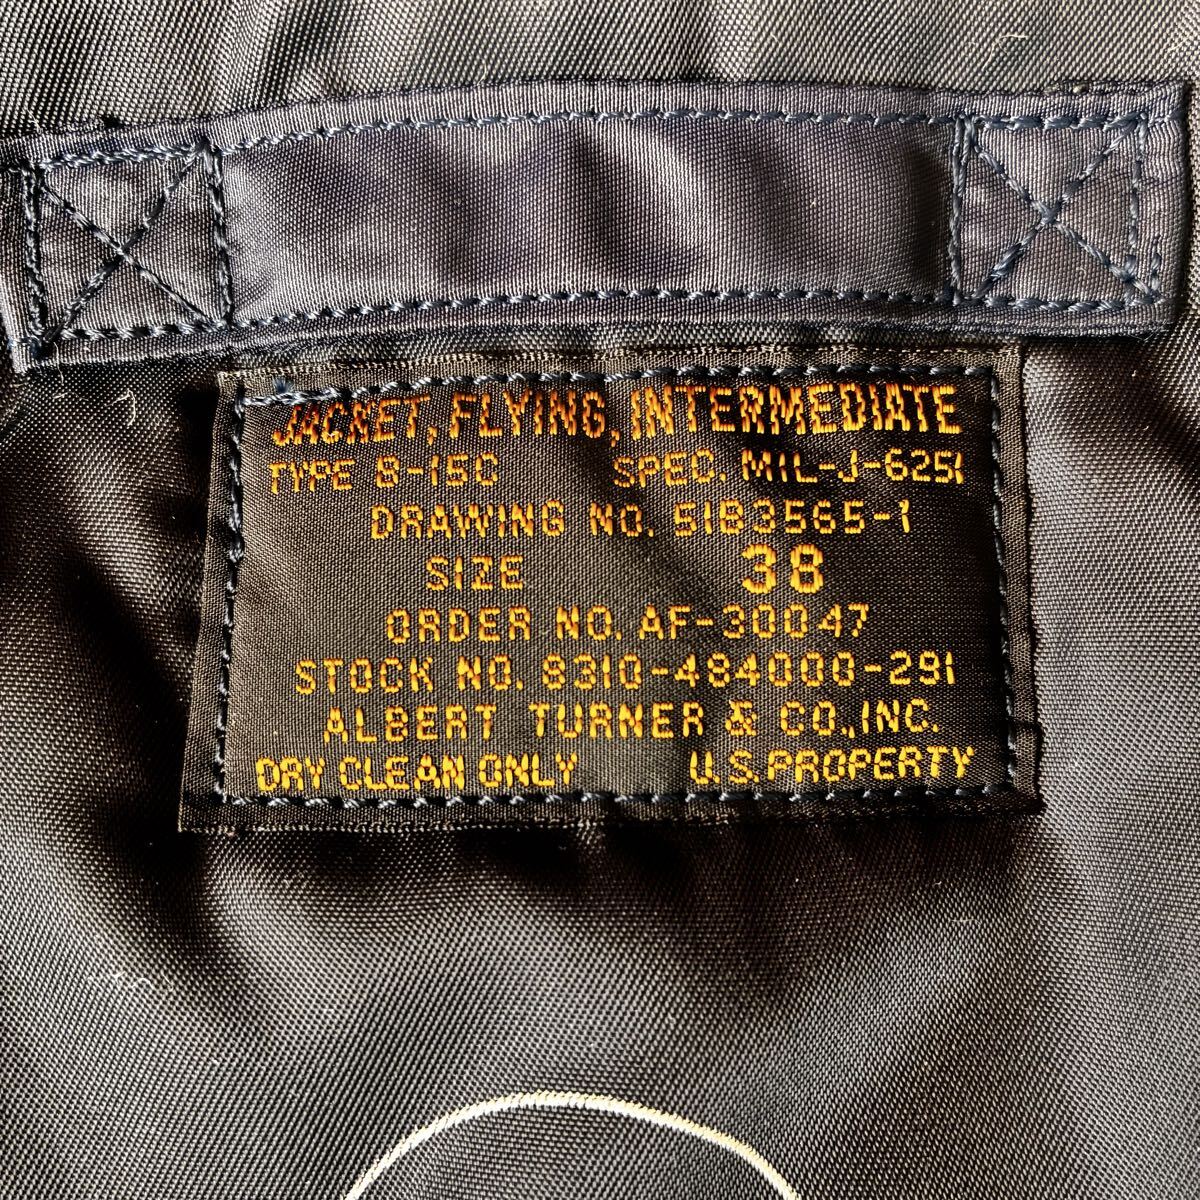 JACKET, FLYING, INTERMEDIATE
TYPE B-15C SPEC. MIL-J-6251
DRAWING NO. 5183565-1
SIZE 38
ORDER NO. AF-30047
STOCK NO. 8310-484000-291
ALBERT TURNER & CO., INC.
DRY CLEAN ONLY U.S. PROPERTY